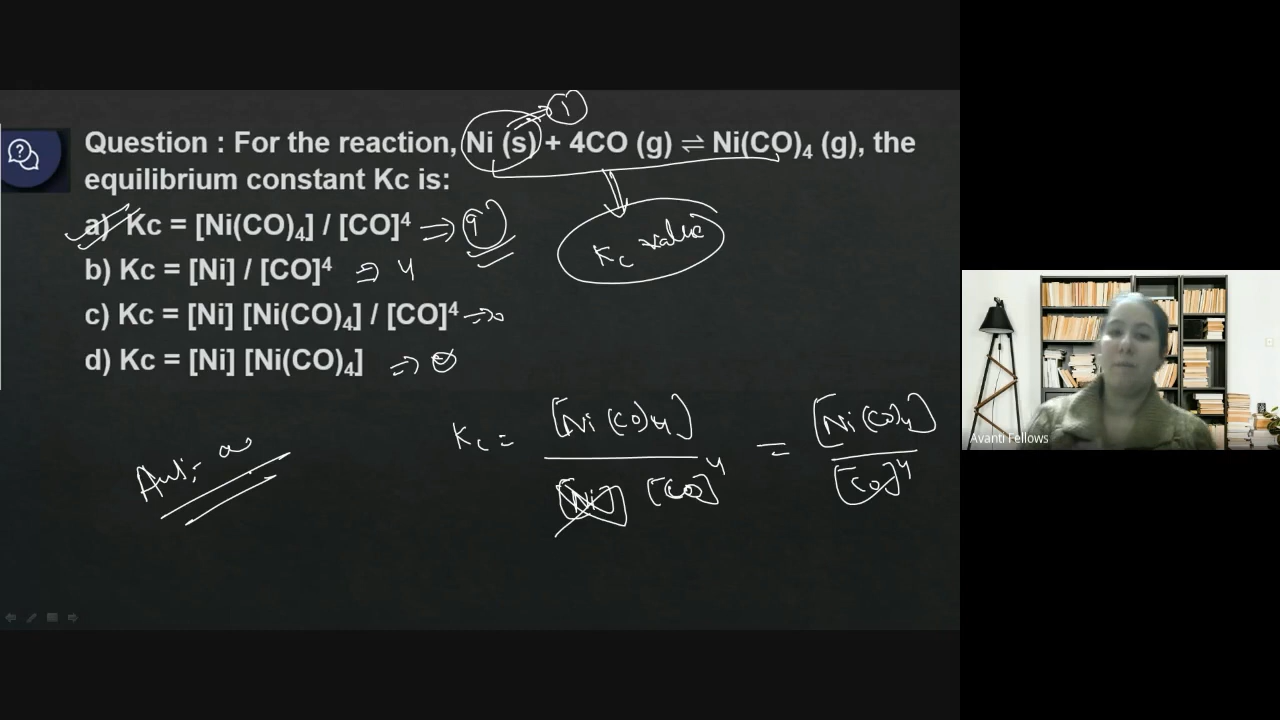 Question : For the reaction, Ni (s) + 4CO (g) ⇌ Ni(CO)₄ (g), the
equilibrium constant Kc is:
a) Kc = [Ni(CO)₄] / [CO]⁴ ⇒ 9
b) Kc = [Ni] / [CO]⁴ ⇒ 4
c) Kc = [Ni] [Ni(CO)₄] / [CO]⁴
d) Kc = [Ni] [Ni(CO)₄]
1
Kc value
Kc = [Ni(CO)4] / [Ni] [CO]^4 = [Ni(CO)4] / [CO]^4
Ans:- a
Avanti Fellows